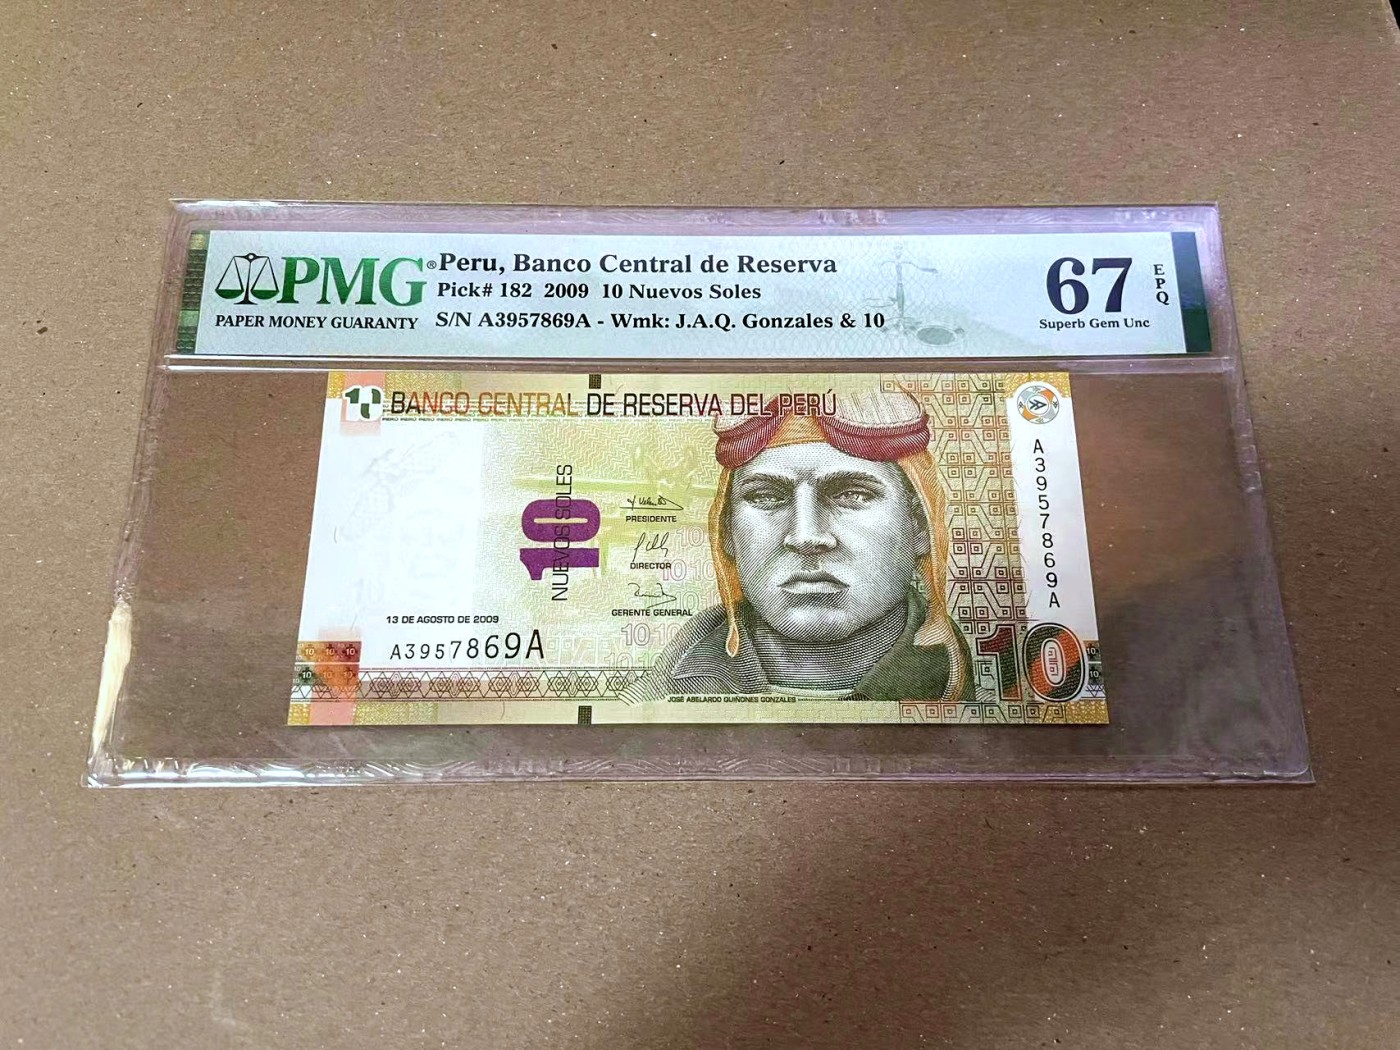 PMG®
PAPER MONEY GUARANTY
Peru, Banco Central de Reserva
Pick# 182 2009 10 Nuevos Soles
S/N A3957869A - Wmk: J.A.Q. Gonzales & 10
67
EPQ
Superb Gem Unc
10
BANCO CENTRAL DE RESERVA DEL PERÚ
A3957869A
10
NUEVOS SOLES
PRESIDENTE
DIRECTOR
GERENTE GENERAL
13 DE AGOSTO DE 2009
A3957869A
JOSÉ ABELARDO QUIÑONES GONZALES
10